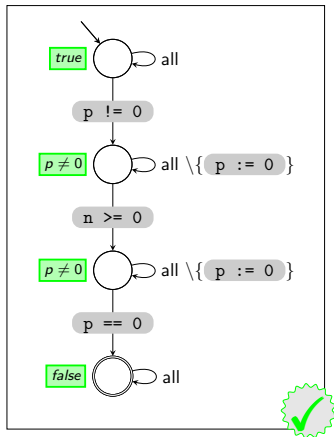 true all
p != 0
p ≠ 0 all \{ p := 0 }
n >= 0
p ≠ 0 all \{ p := 0 }
p == 0
false all